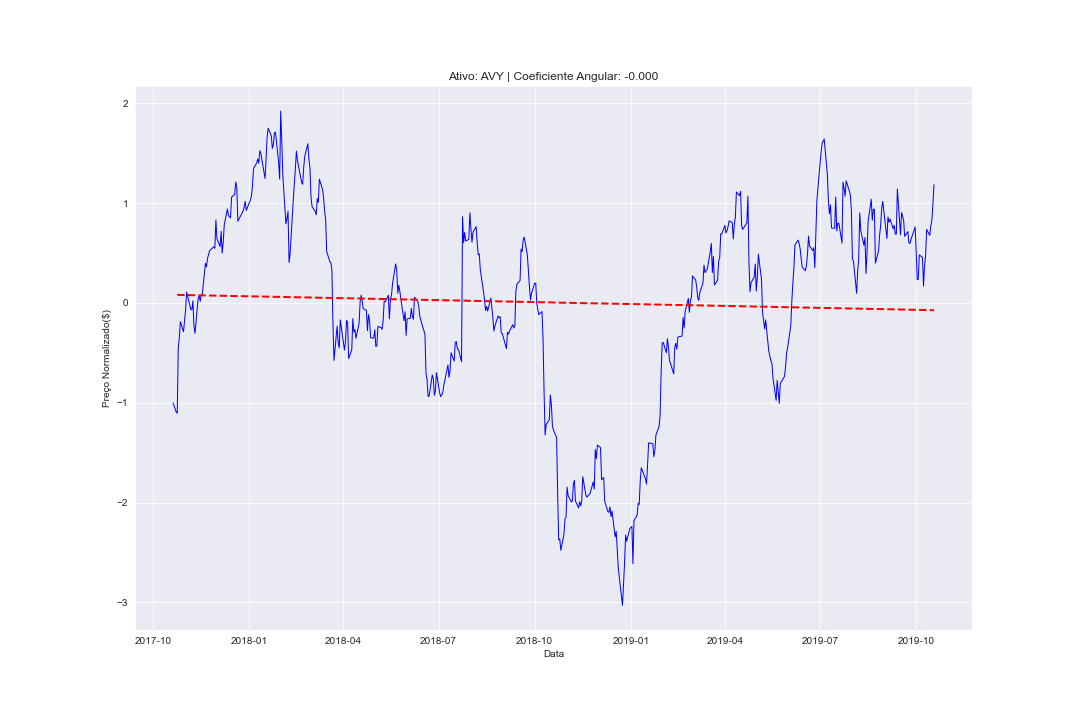 Ativo: AVY | Coeficiente Angular: -0.000
Preço Normalizado($)
2
1
0
−1
−2
−3
2017-10 2018-01 2018-04 2018-07 2018-10 2019-01 2019-04 2019-07 2019-10
Data